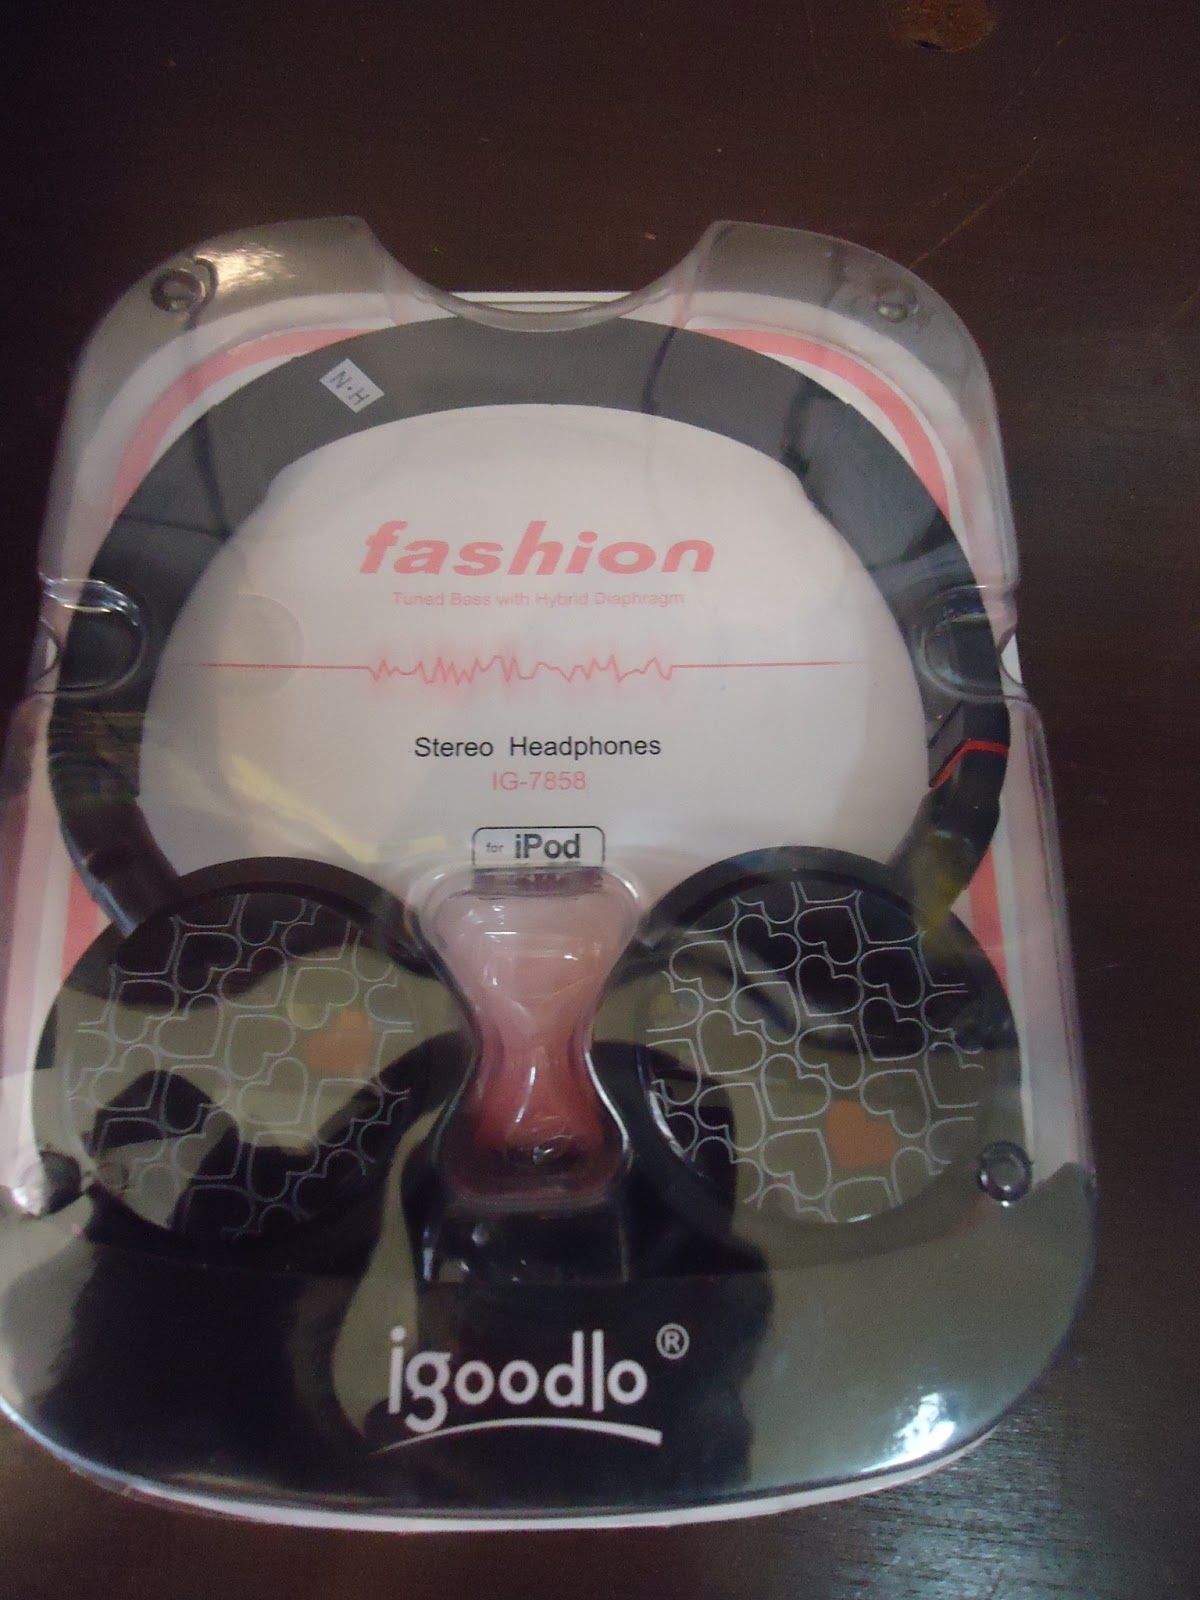 N·H
fashion
Tuned Bass with Hybrid Diaphragm
Stereo Headphones
IG-7858
for iPod
igoodlo®